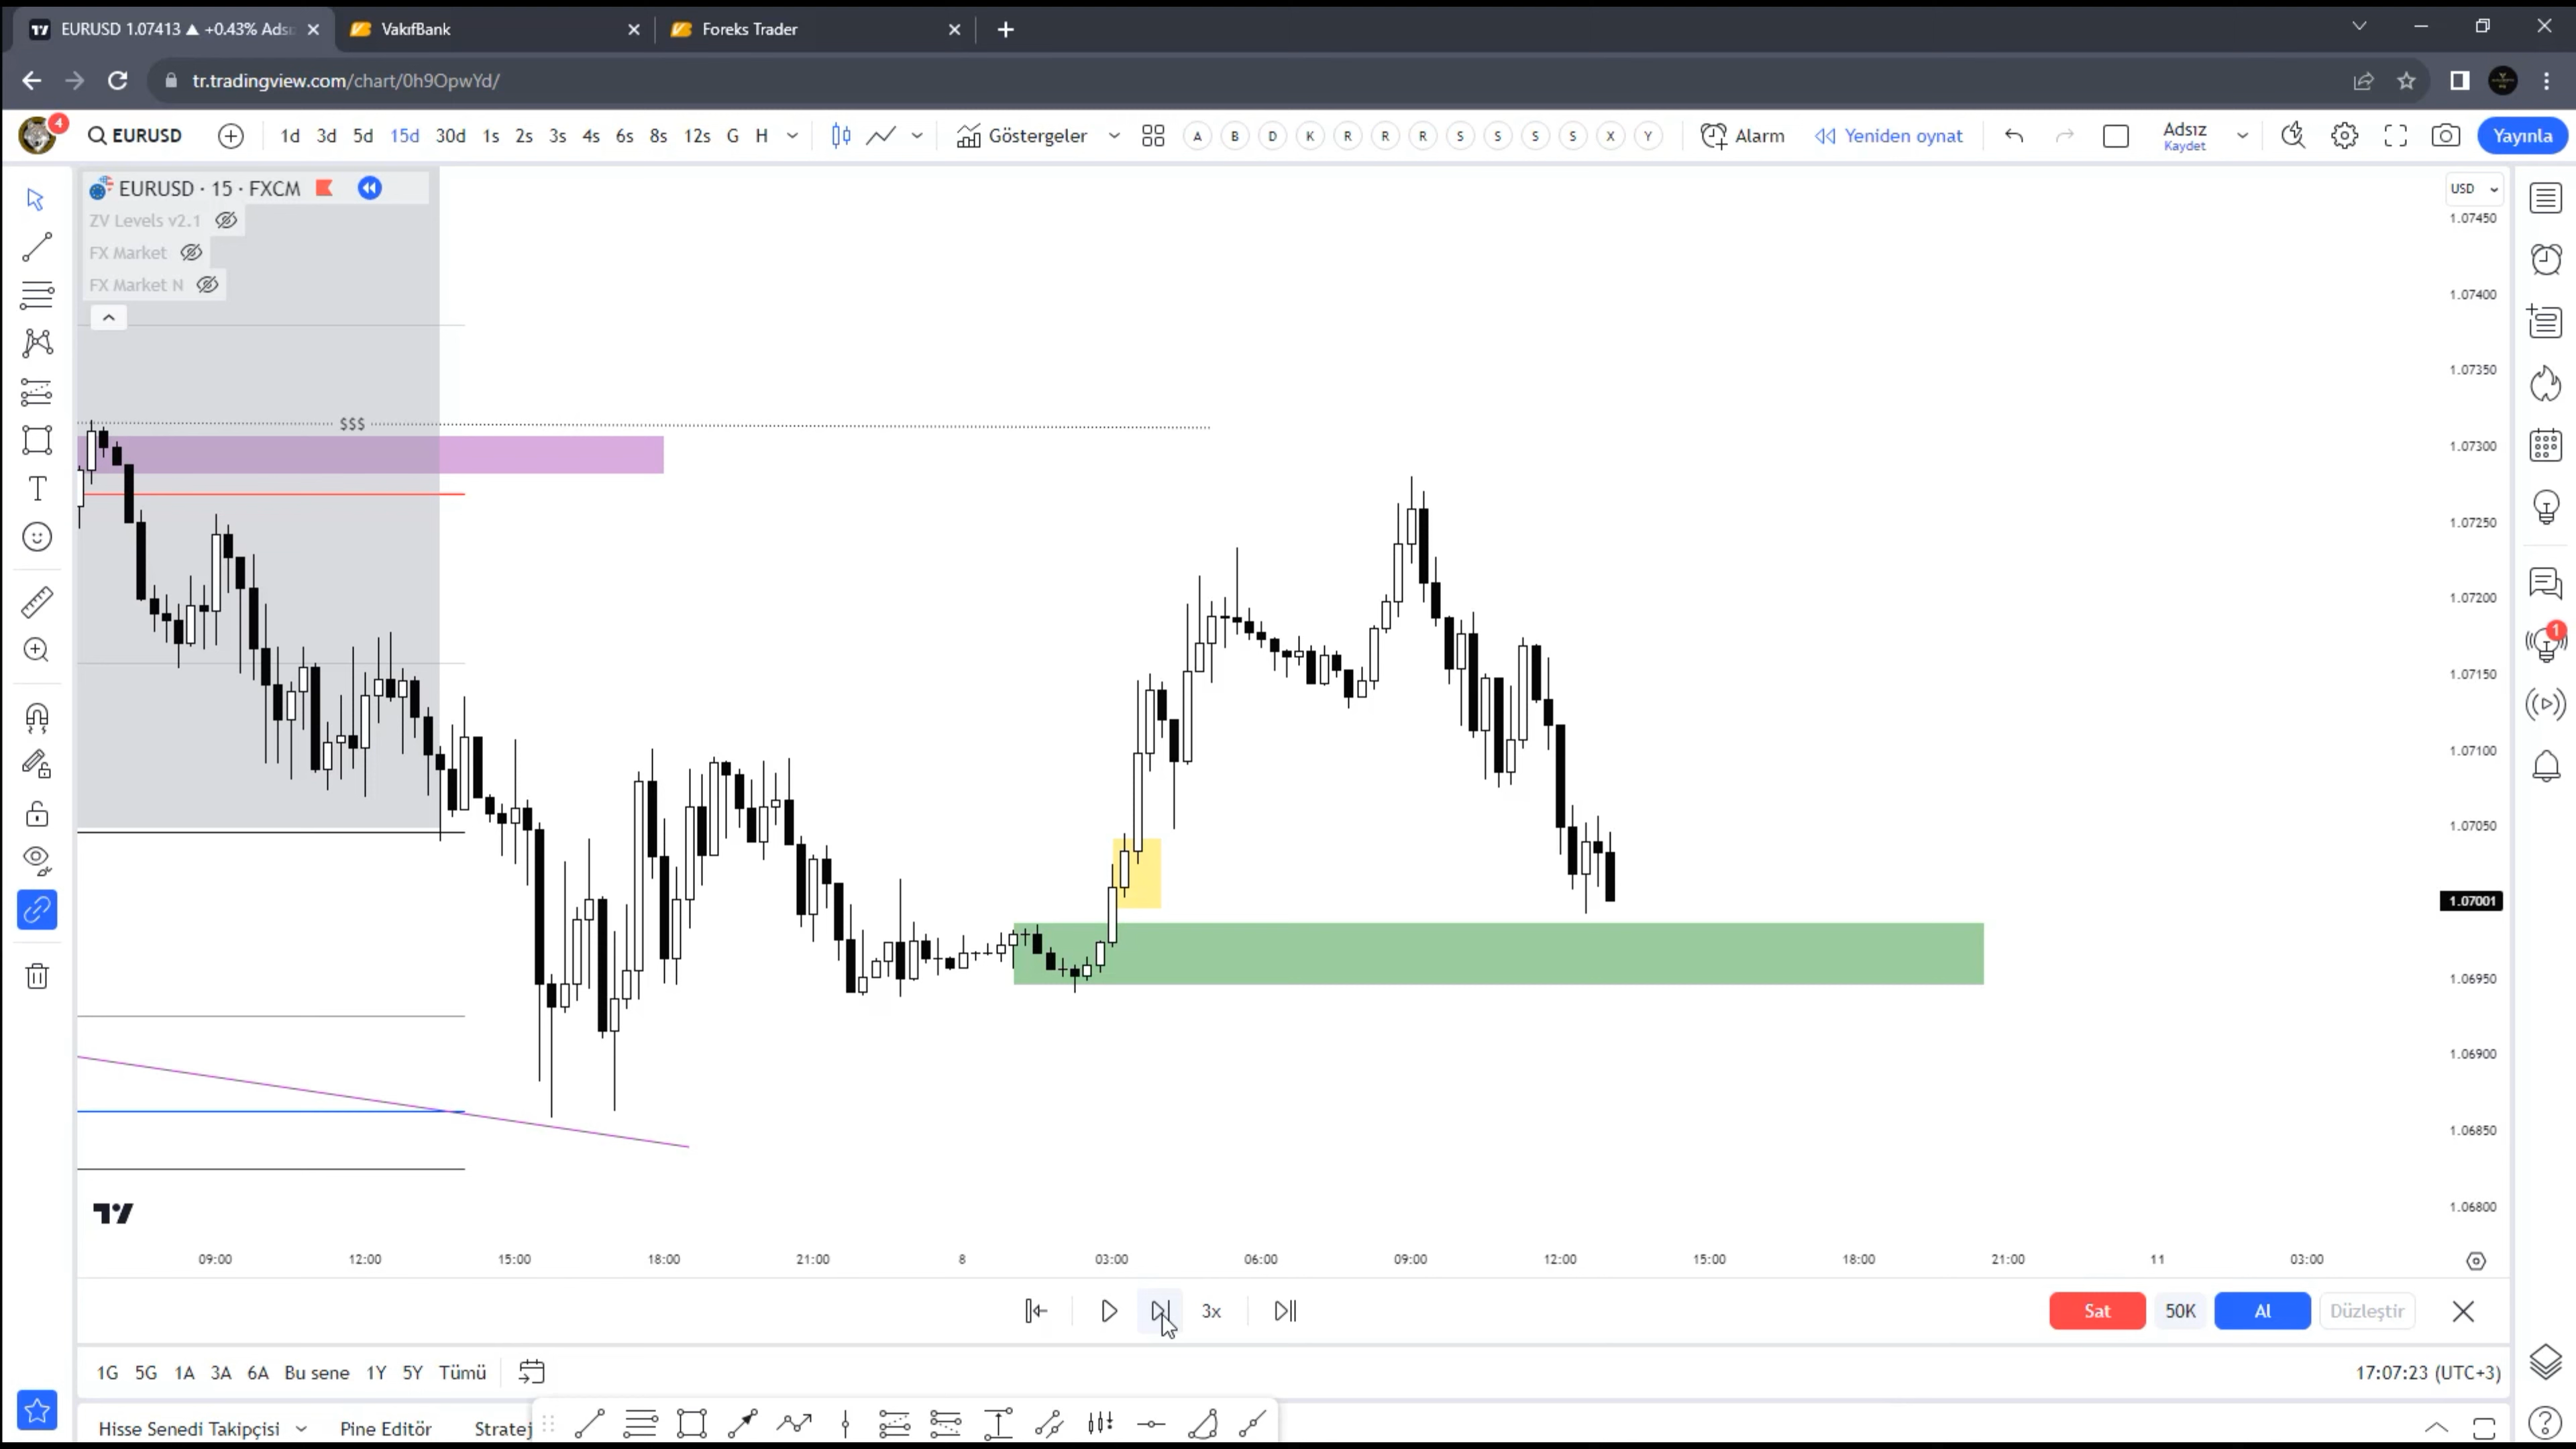 EURUSD 1.07413 ▲ +0.43% Adsı
VakıfBank
Foreks Trader
tr.tradingview.com/chart/0h9OpwYd/
4
EURUSD
1d 3d 5d 15d 30d 1s 2s 3s 4s 6s 8s 12s G H
Göstergeler
A B D K R R R S S S S X Y
Alarm
Yeniden oynat
Adsız
Kaydet
Yayınla
EURUSD · 15 · FXCM
ZV Levels v2.1
FX Market
FX Market N
USD
1.07450
1.07400
1.07350
$$$
1.07300
1.07250
1.07200
1
1.07150
1.07100
1.07050
1.07001
1.06950
1.06900
1.06850
1.06800
09:00 12:00 15:00 18:00 21:00 8 03:00 06:00 09:00 12:00 15:00 18:00 21:00 11 03:00
3x
Sat 50K Al Düzleştir
1G 5G 1A 3A 6A Bu sene 1Y 5Y Tümü
17:07:23 (UTC+3)
Hisse Senedi Takipçisi Pine Editör Stratej